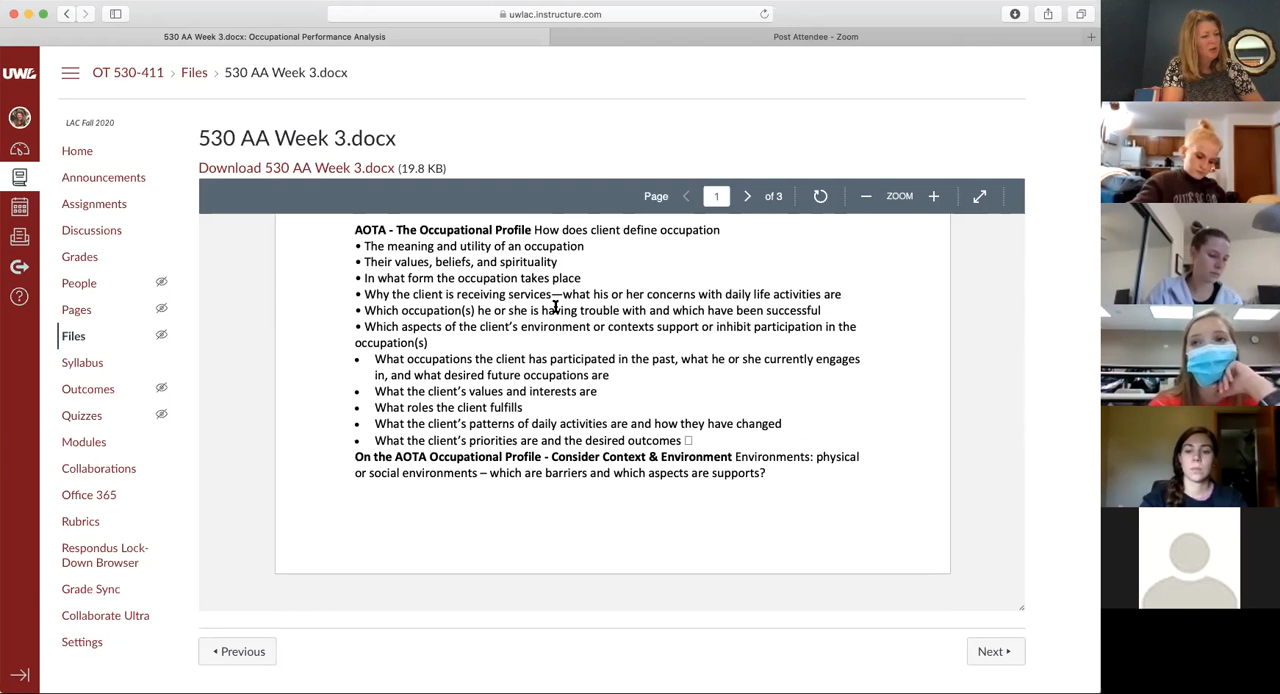 uwlac.instructure.com
530 AA Week 3.docx: Occupational Performance Analysis
Post Attendee - Zoom
UWL
OT 530-411 › Files › 530 AA Week 3.docx
LAC Fall 2020
Home
Announcements
Assignments
Discussions
Grades
People
Pages
Files
Syllabus
Outcomes
Quizzes
Modules
Collaborations
Office 365
Rubrics
Respondus Lock-
Down Browser
Grade Sync
Collaborate Ultra
Settings
530 AA Week 3.docx
Download 530 AA Week 3.docx (19.8 KB)
Page 1 of 3 ZOOM
AOTA - The Occupational Profile How does client define occupation
• The meaning and utility of an occupation
• Their values, beliefs, and spirituality
• In what form the occupation takes place
• Why the client is receiving services—what his or her concerns with daily life activities are
• Which occupation(s) he or she is having trouble with and which have been successful
• Which aspects of the client's environment or contexts support or inhibit participation in the
occupation(s)
• What occupations the client has participated in the past, what he or she currently engages
in, and what desired future occupations are
• What the client's values and interests are
• What roles the client fulfills
• What the client's patterns of daily activities are and how they have changed
• What the client's priorities are and the desired outcomes □
On the AOTA Occupational Profile - Consider Context & Environment Environments: physical
or social environments – which are barriers and which aspects are supports?
Previous
Next